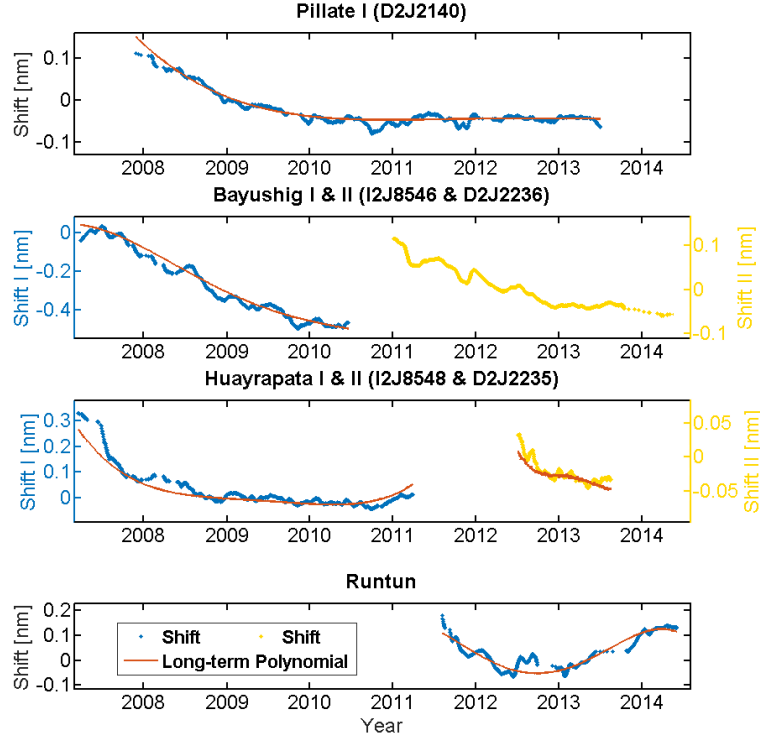 Pillate I (D2J2140)
Shift [nm]
0.1
0
-0.1
2008 2009 2010 2011 2012 2013 2014
Bayushig I & II (I2J8546 & D2J2236)
Shift I [nm]
0
-0.2
-0.4
0.1
0
-0.1
Shift II [nm]
2008 2009 2010 2011 2012 2013 2014
Huayrapata I & II (I2J8548 & D2J2235)
Shift I [nm]
0.3
0.2
0.1
0
0.05
0
-0.05
Shift II [nm]
2008 2009 2010 2011 2012 2013 2014
Runtun
Shift [nm]
0.2
0.1
0
-0.1
Shift Shift
Long-term Polynomial
2008 2009 2010 2011 2012 2013 2014
Year